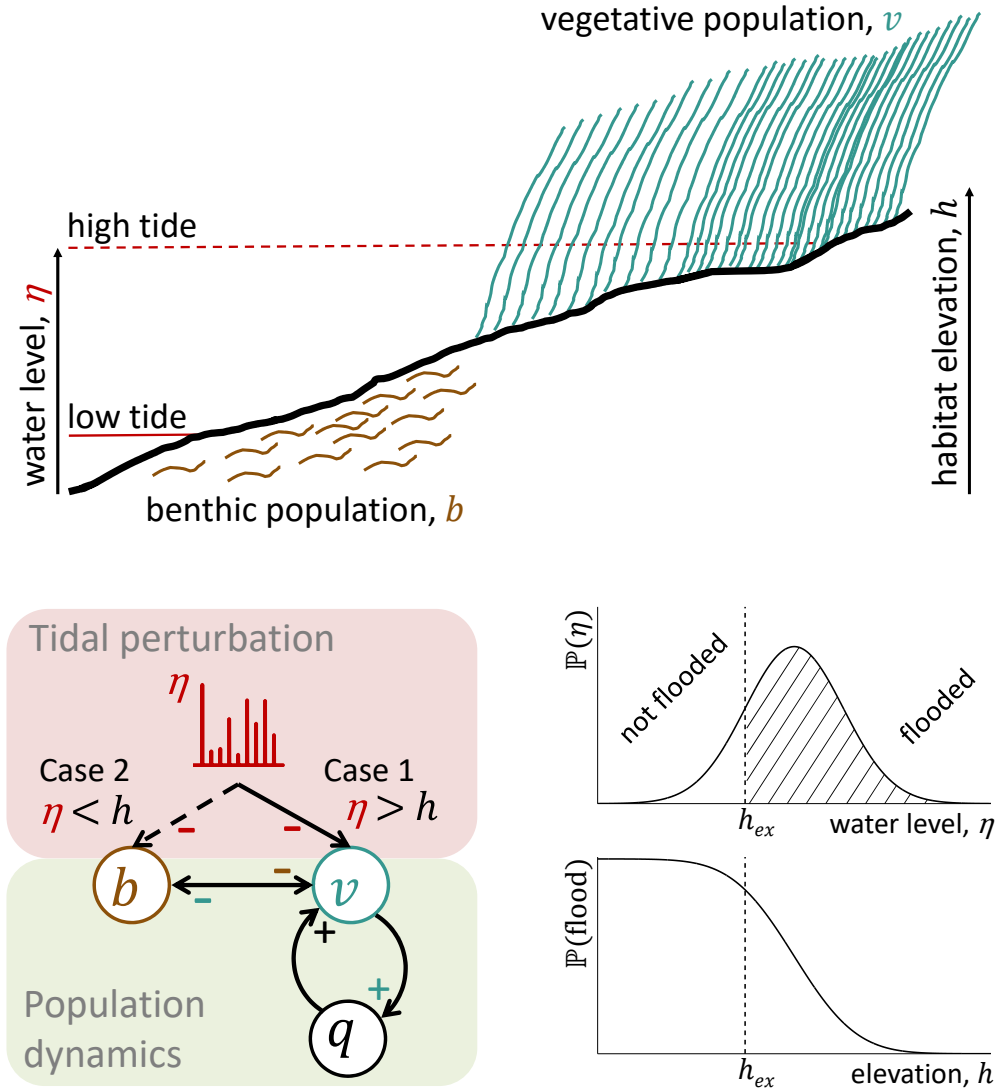 vegetative population, v
high tide
water level, η
low tide
habitat elevation, h
benthic population, b
Tidal perturbation
η
Case 2
η < h
Case 1
η > h
-
-
b
-
-
v
+
+
q
Population
dynamics
ℙ(η)
not flooded
flooded
h_ex
water level, η
ℙ(flood)
h_ex
elevation, h